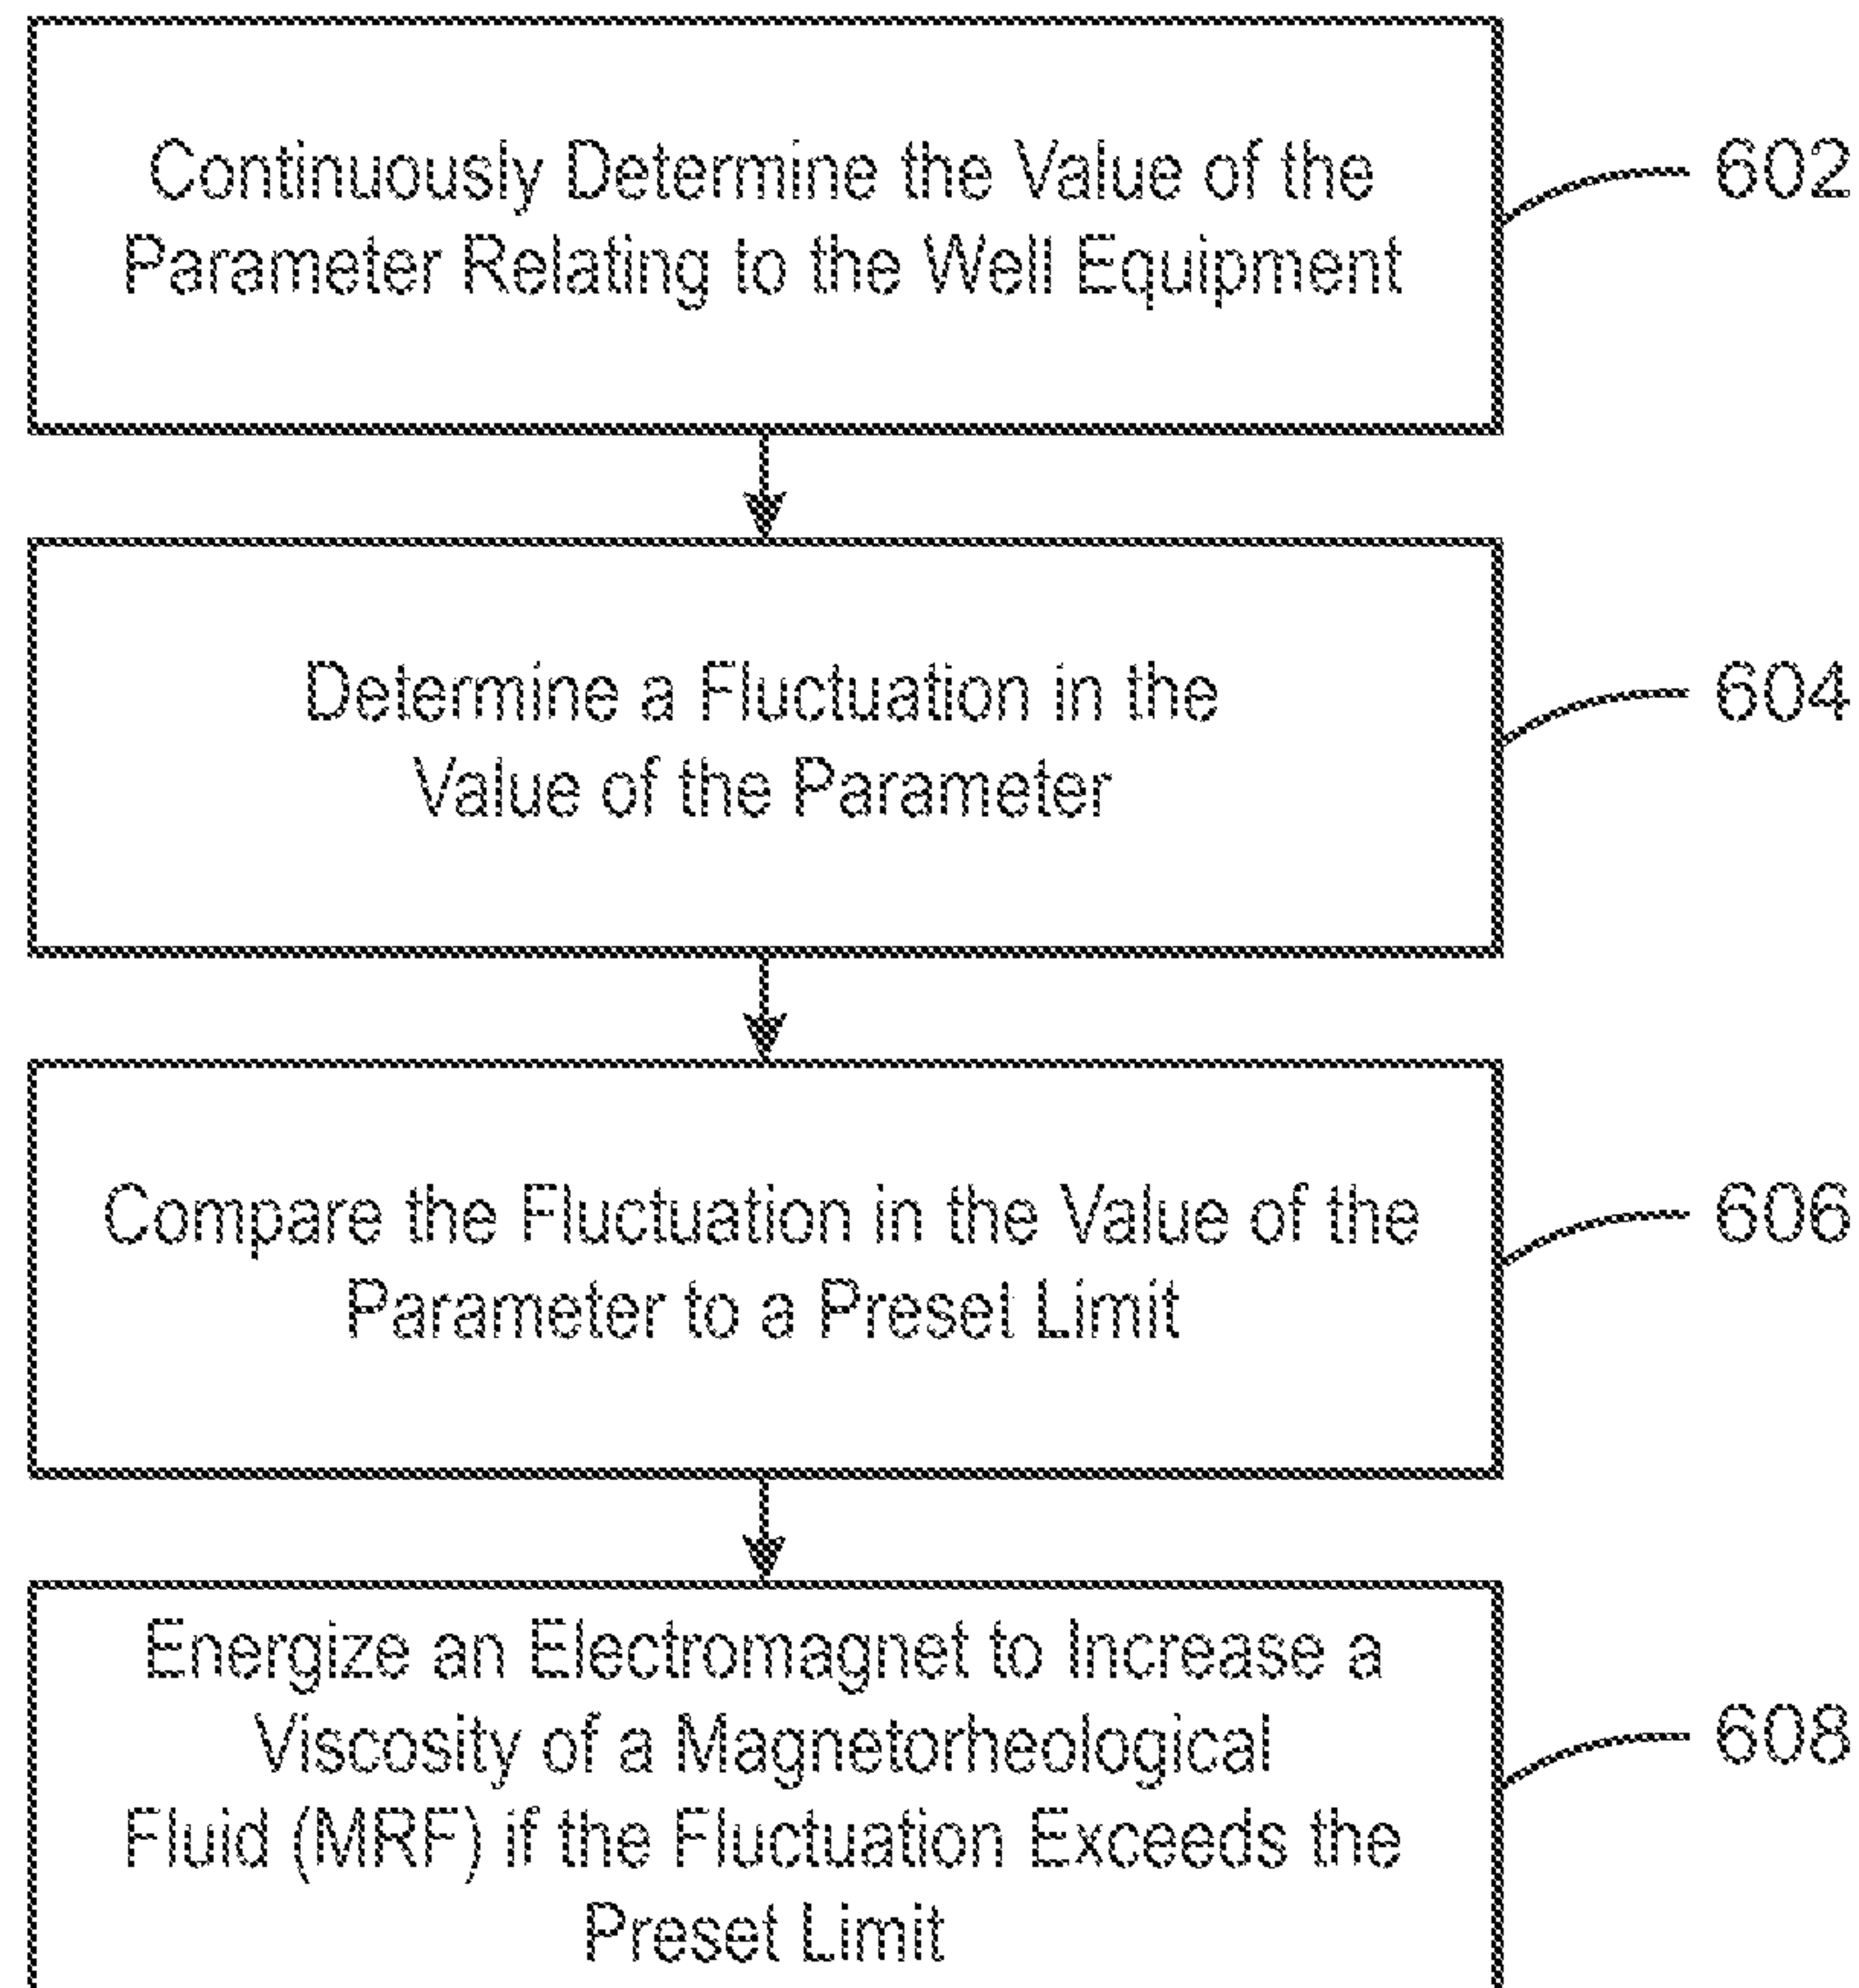 Continuously Determine the Value of the
Parameter Relating to the Well Equipment
602
Determine a Fluctuation in the
Value of the Parameter
604
Compare the Fluctuation in the Value of the
Parameter to a Preset Limit
606
Energize an Electromagnet to Increase a
Viscosity of a Magnetorheological
Fluid (MRF) if the Fluctuation Exceeds the
Preset Limit
608